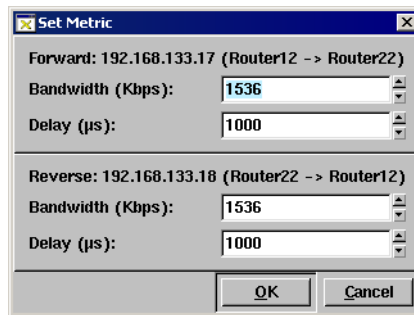 Set Metric
Forward: 192.168.133.17 (Router12 -> Router22)
Bandwidth (Kbps): 1536
Delay (µs): 1000
Reverse: 192.168.133.18 (Router22 -> Router12)
Bandwidth (Kbps): 1536
Delay (µs): 1000
OK Cancel